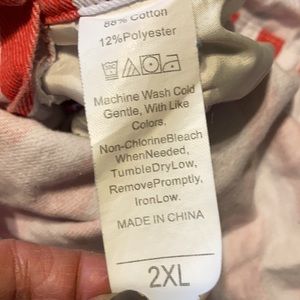 88% Cotton
12%Polyester
Machine Wash Cold
Gentle, With Like
Colors,
Non-ChlorineBleach
WhenNeeded,
TumbleDryLow,
RemovePromptly,
IronLow.
MADE IN CHINA
2XL